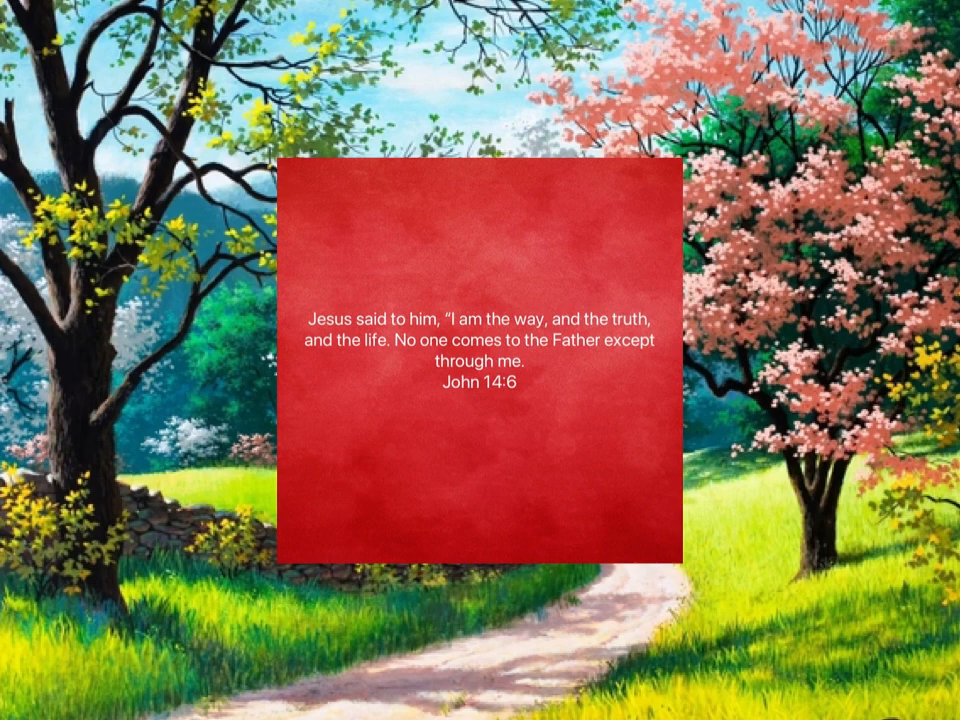 Jesus said to him, “I am the way, and the truth,
and the life. No one comes to the Father except
through me.
John 14:6